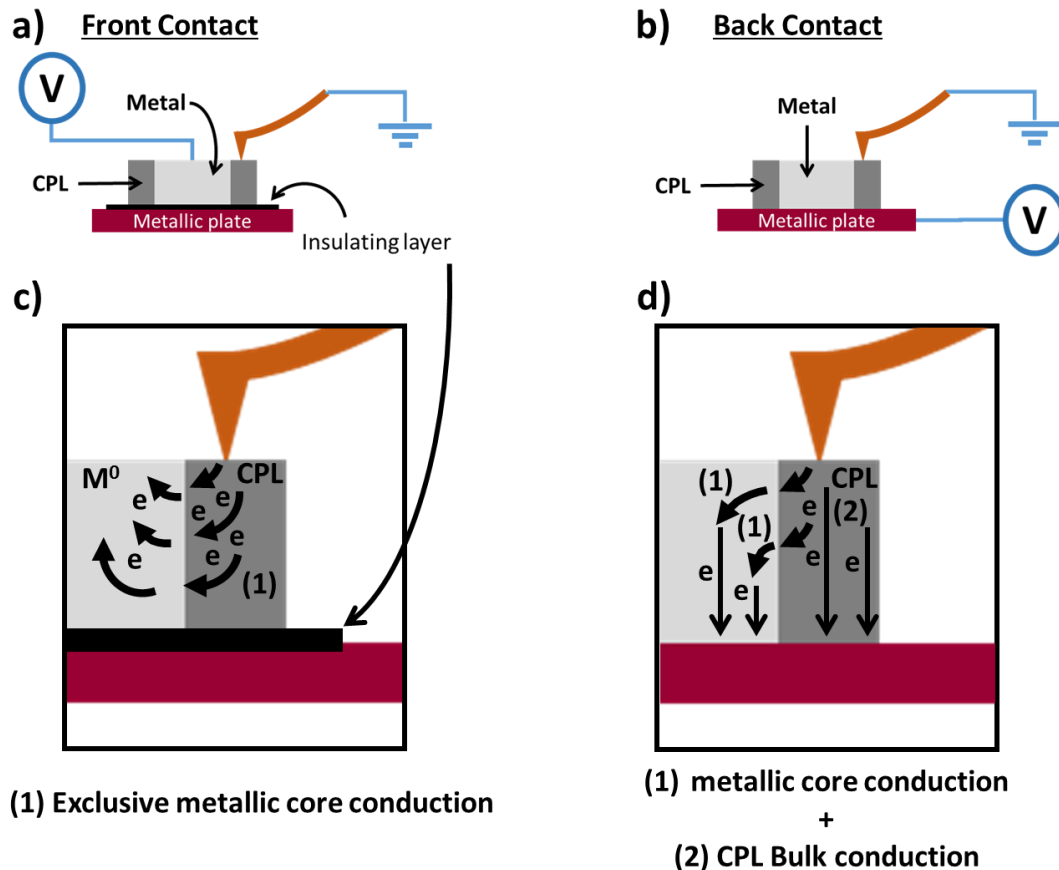 a) Front Contact
V
Metal
CPL
Metallic plate
Insulating layer
b) Back Contact
Metal
CPL
Metallic plate
V
c)
M⁰
CPL
e
e
e
e
e
e
(1)
d)
CPL
(1)
(2)
e
(1)
e
e
e
e
e
(1) Exclusive metallic core conduction
(1) metallic core conduction
+
(2) CPL Bulk conduction